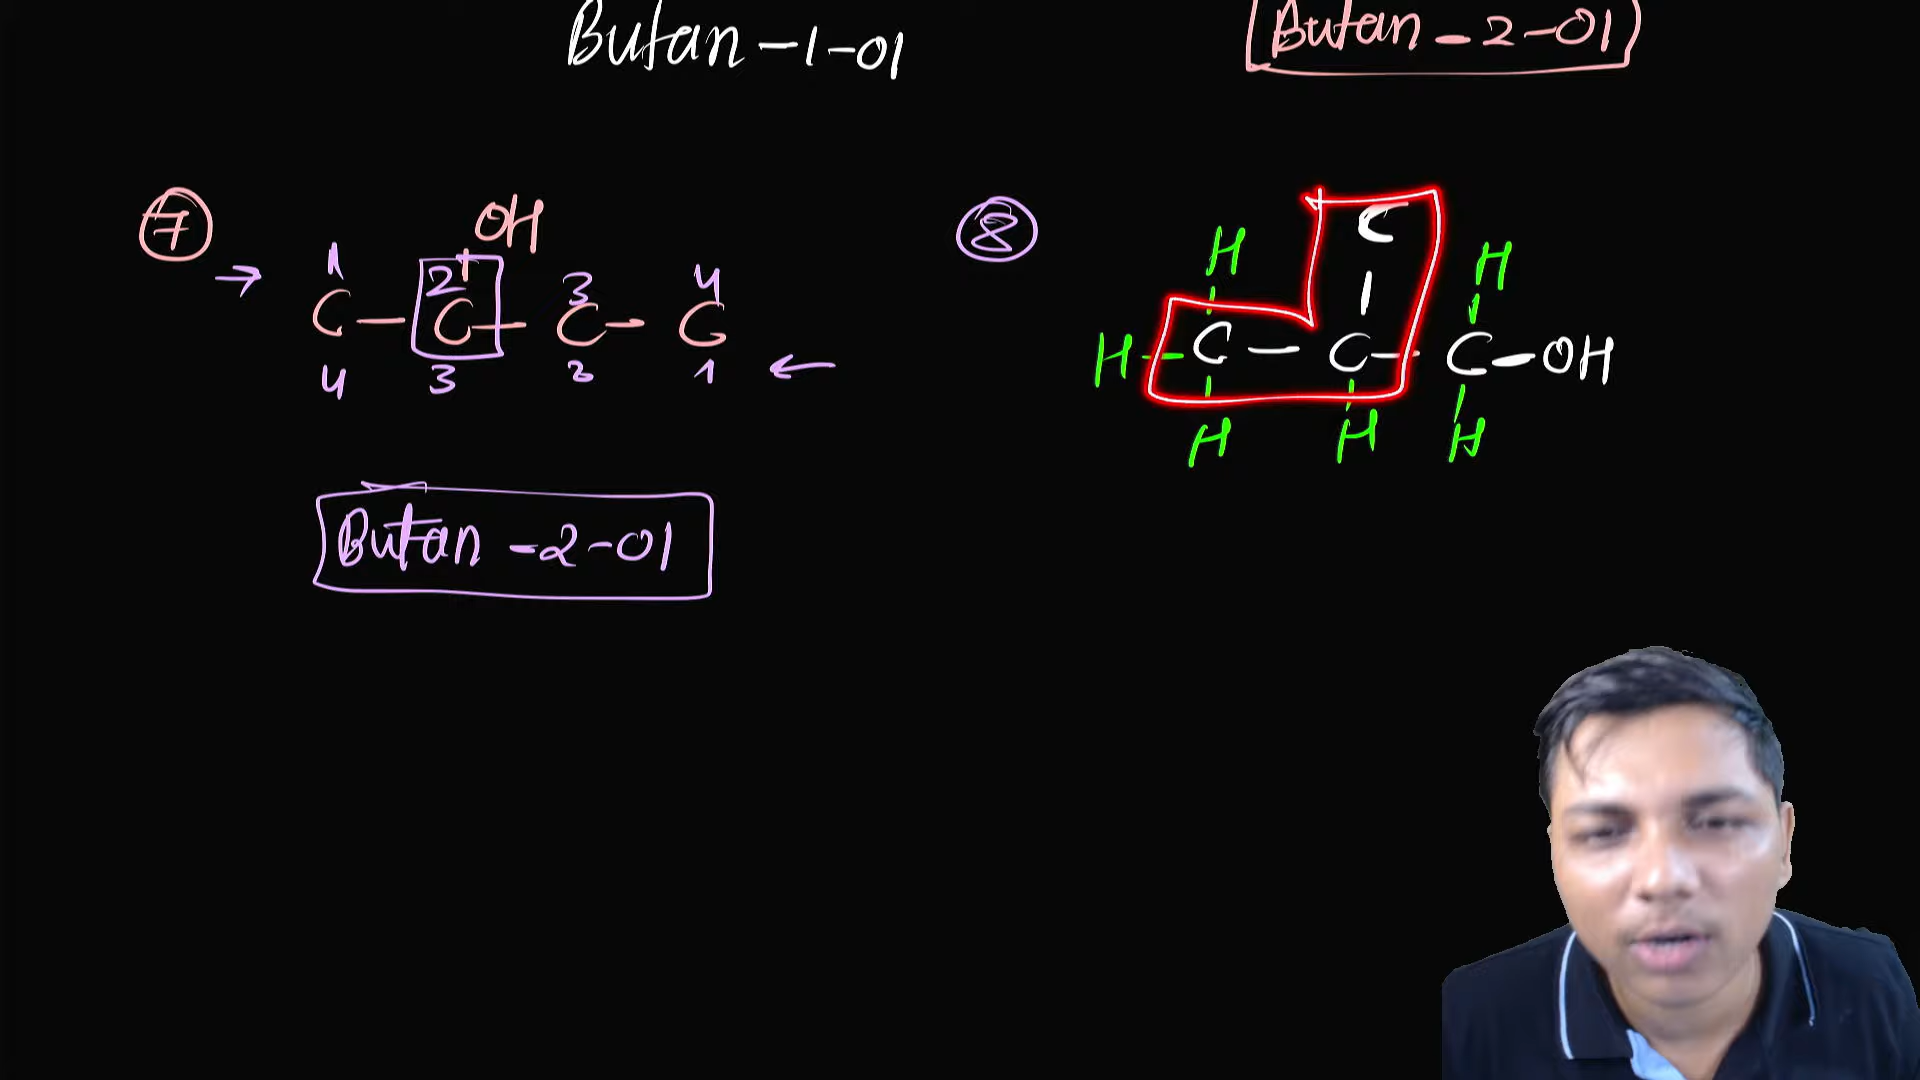 Butan-1-ol
Butan-2-ol
7
OH
1 2 3 4
C-C-C-C
4 3 2 1
Butan-2-ol
8
C
H H
H-C-C-C-OH
H H H